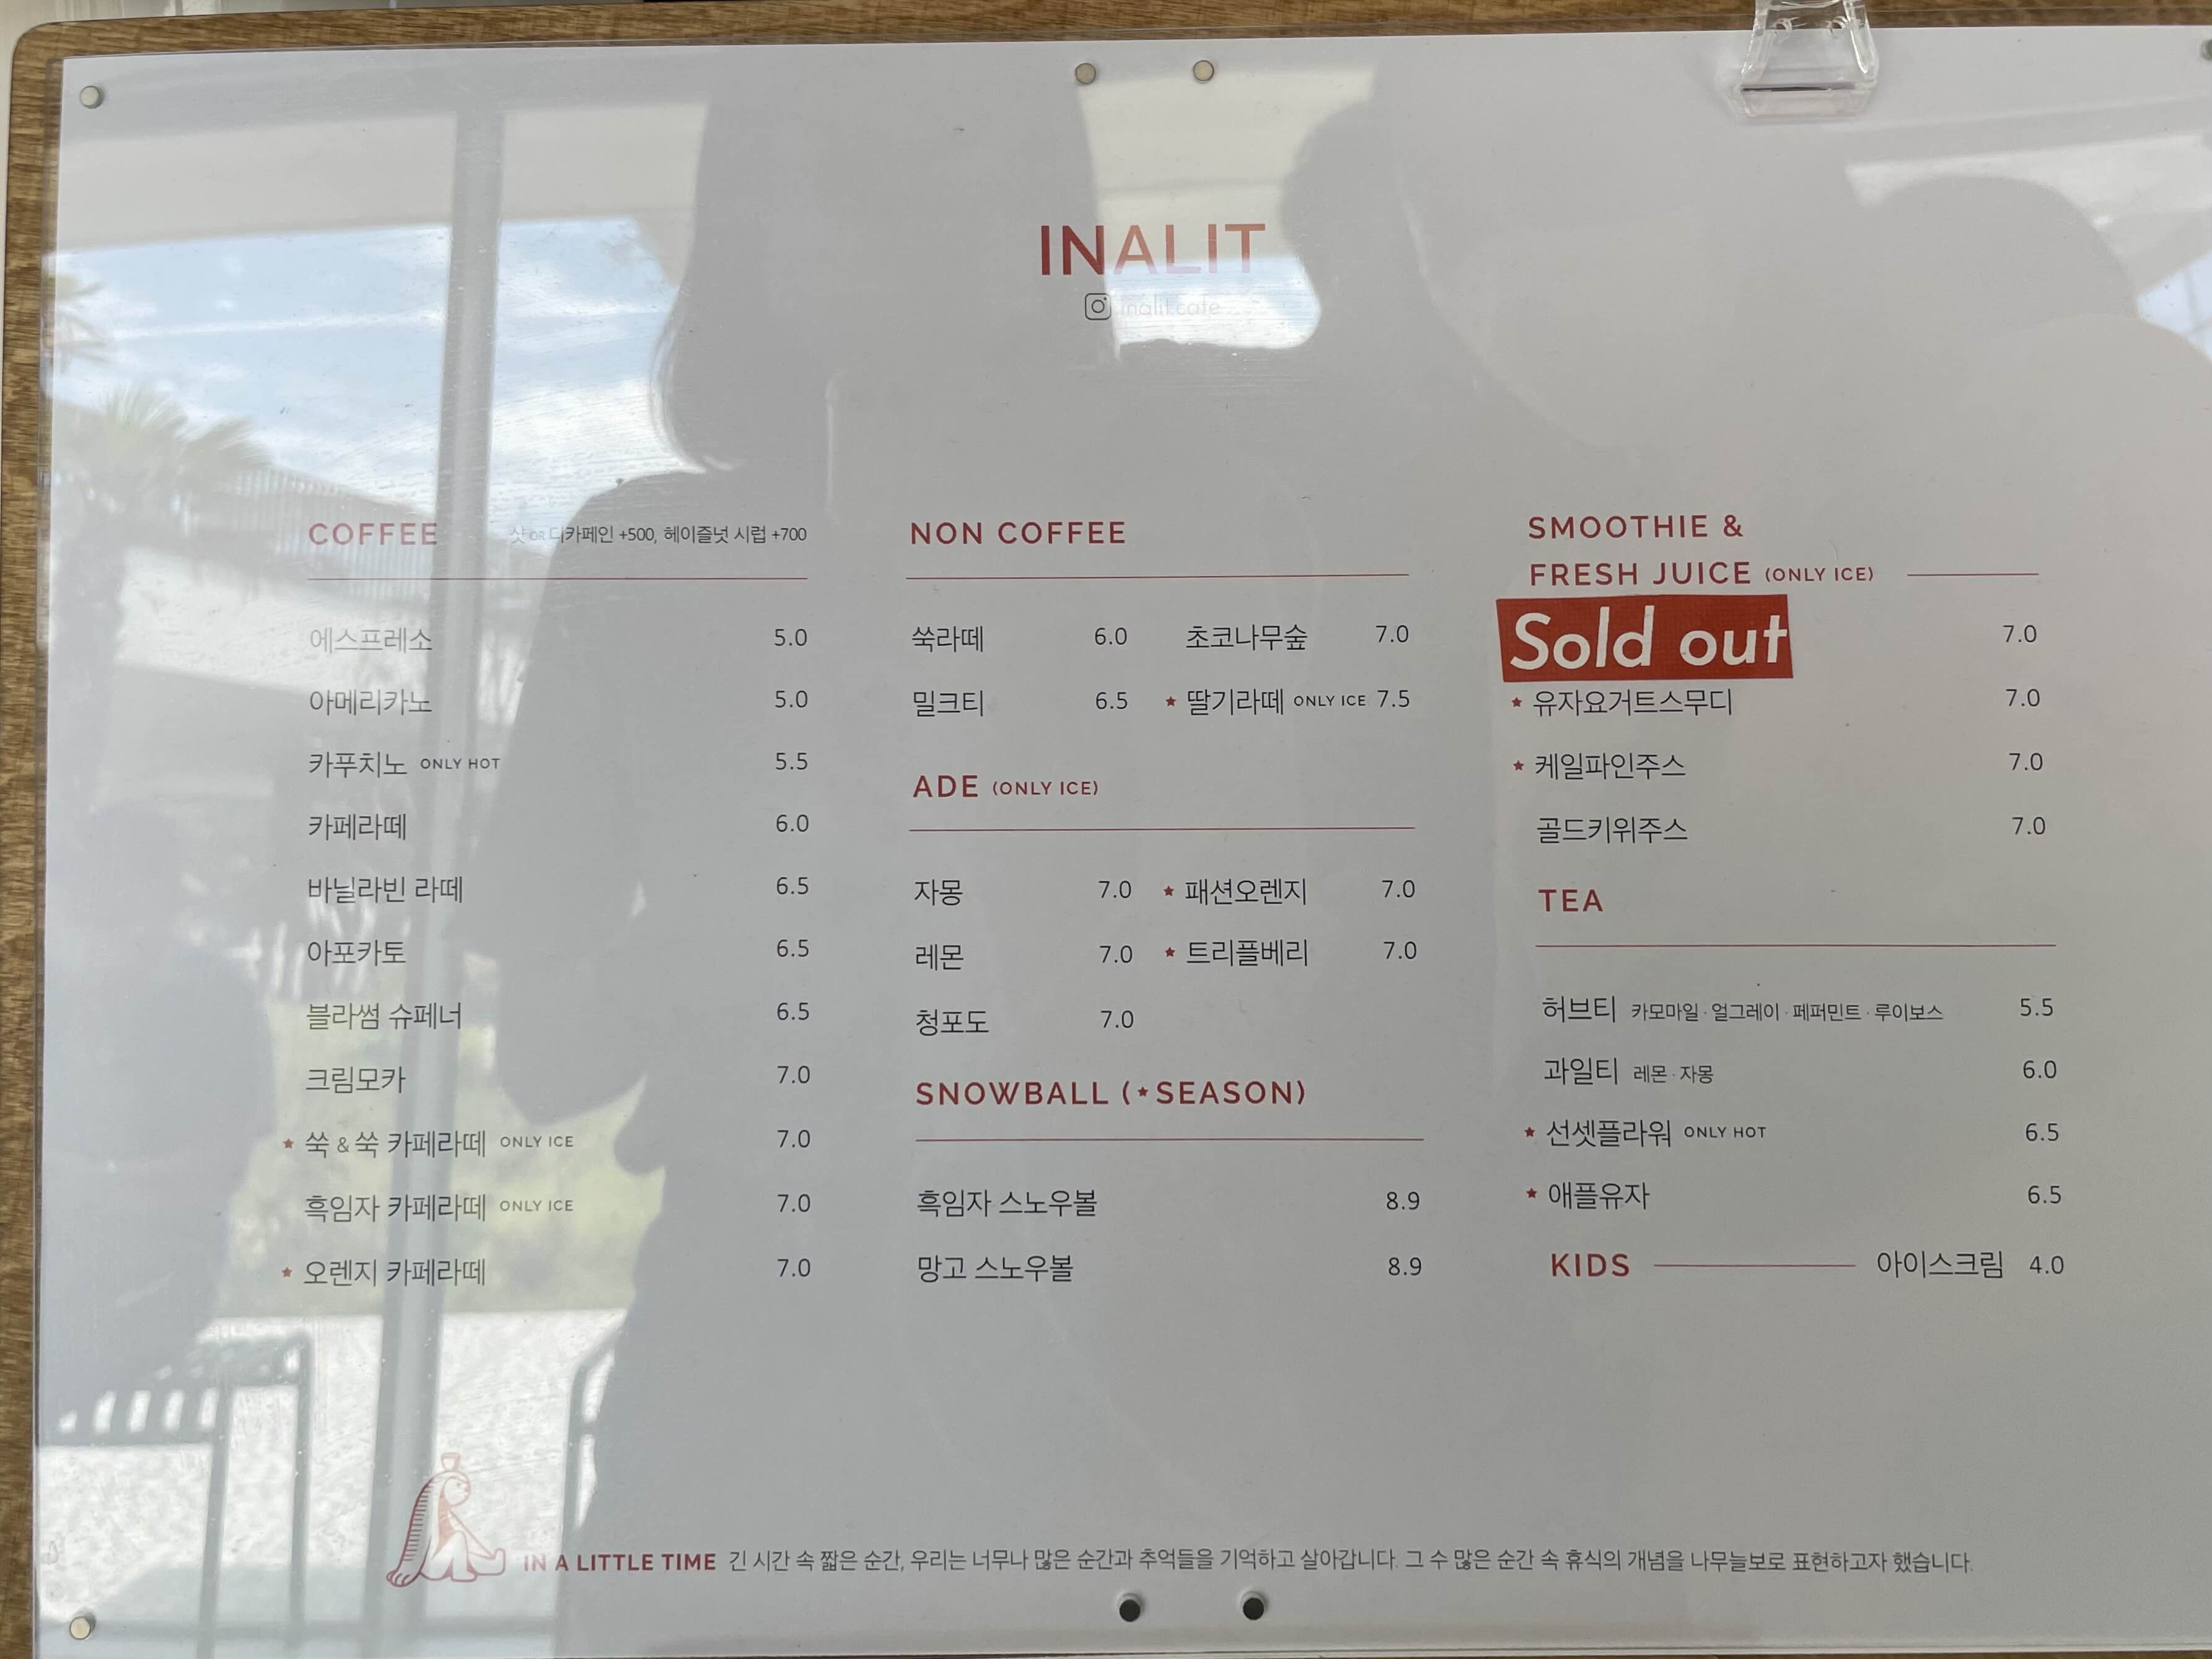 INALIT
inalit.cafe
COFFEE 샷 OR 디카페인 +500, 헤이즐넛 시럽 +700
에스프레소 5.0
아메리카노 5.0
카푸치노 ONLY HOT 5.5
카페라떼 6.0
바닐라빈 라떼 6.5
아포카토 6.5
블라썸 슈페너 6.5
크림모카 7.0
★ 쑥 & 쑥 카페라떼 ONLY ICE 7.0
흑임자 카페라떼 ONLY ICE 7.0
★ 오렌지 카페라떼 7.0
NON COFFEE
쑥라떼 6.0 초코나무숲 7.0
밀크티 6.5 ★ 딸기라떼 ONLY ICE 7.5
ADE (ONLY ICE)
자몽 7.0 ★ 패션오렌지 7.0
레몬 7.0 ★ 트리플베리 7.0
청포도 7.0
SNOWBALL (★SEASON)
흑임자 스노우볼 8.9
망고 스노우볼 8.9
SMOOTHIE &
FRESH JUICE (ONLY ICE)
Sold out 7.0
★ 유자요거트스무디 7.0
★ 케일파인주스 7.0
골드키위주스 7.0
TEA
허브티 카모마일 · 얼그레이 · 페퍼민트 · 루이보스 5.5
과일티 레몬 · 자몽 6.0
★ 선셋플라워 ONLY HOT 6.5
★ 애플유자 6.5
KIDS 아이스크림 4.0
IN A LITTLE TIME 긴 시간 속 짧은 순간, 우리는 너무나 많은 순간과 추억들을 기억하고 살아갑니다. 그 수 많은 순간 속 휴식의 개념을 나무늘보로 표현하고자 했습니다.